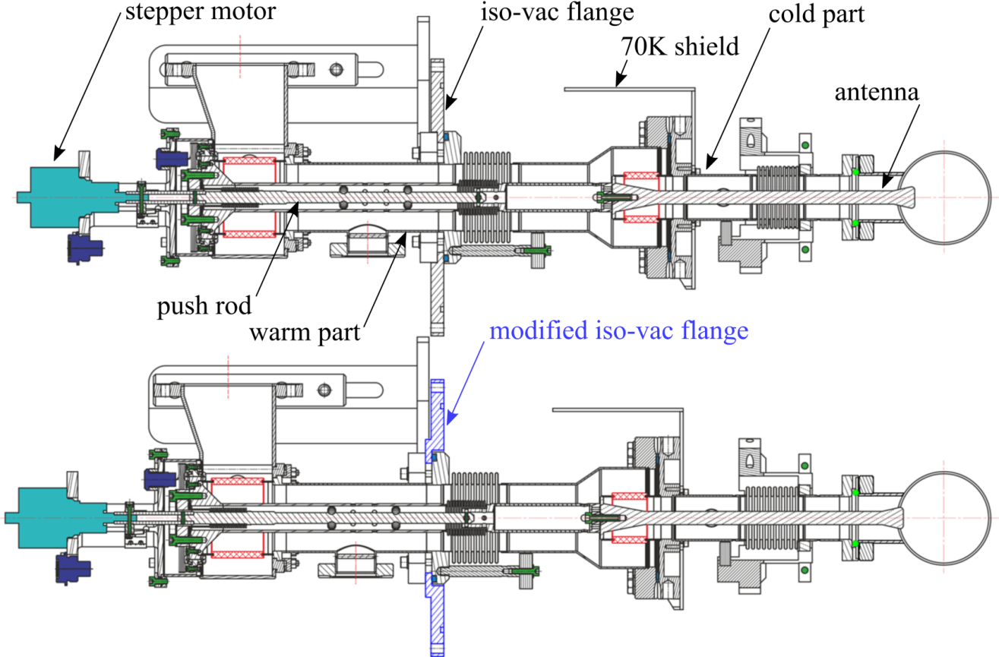 stepper motor
iso-vac flange
cold part
70K shield
antenna
push rod
warm part
modified iso-vac flange